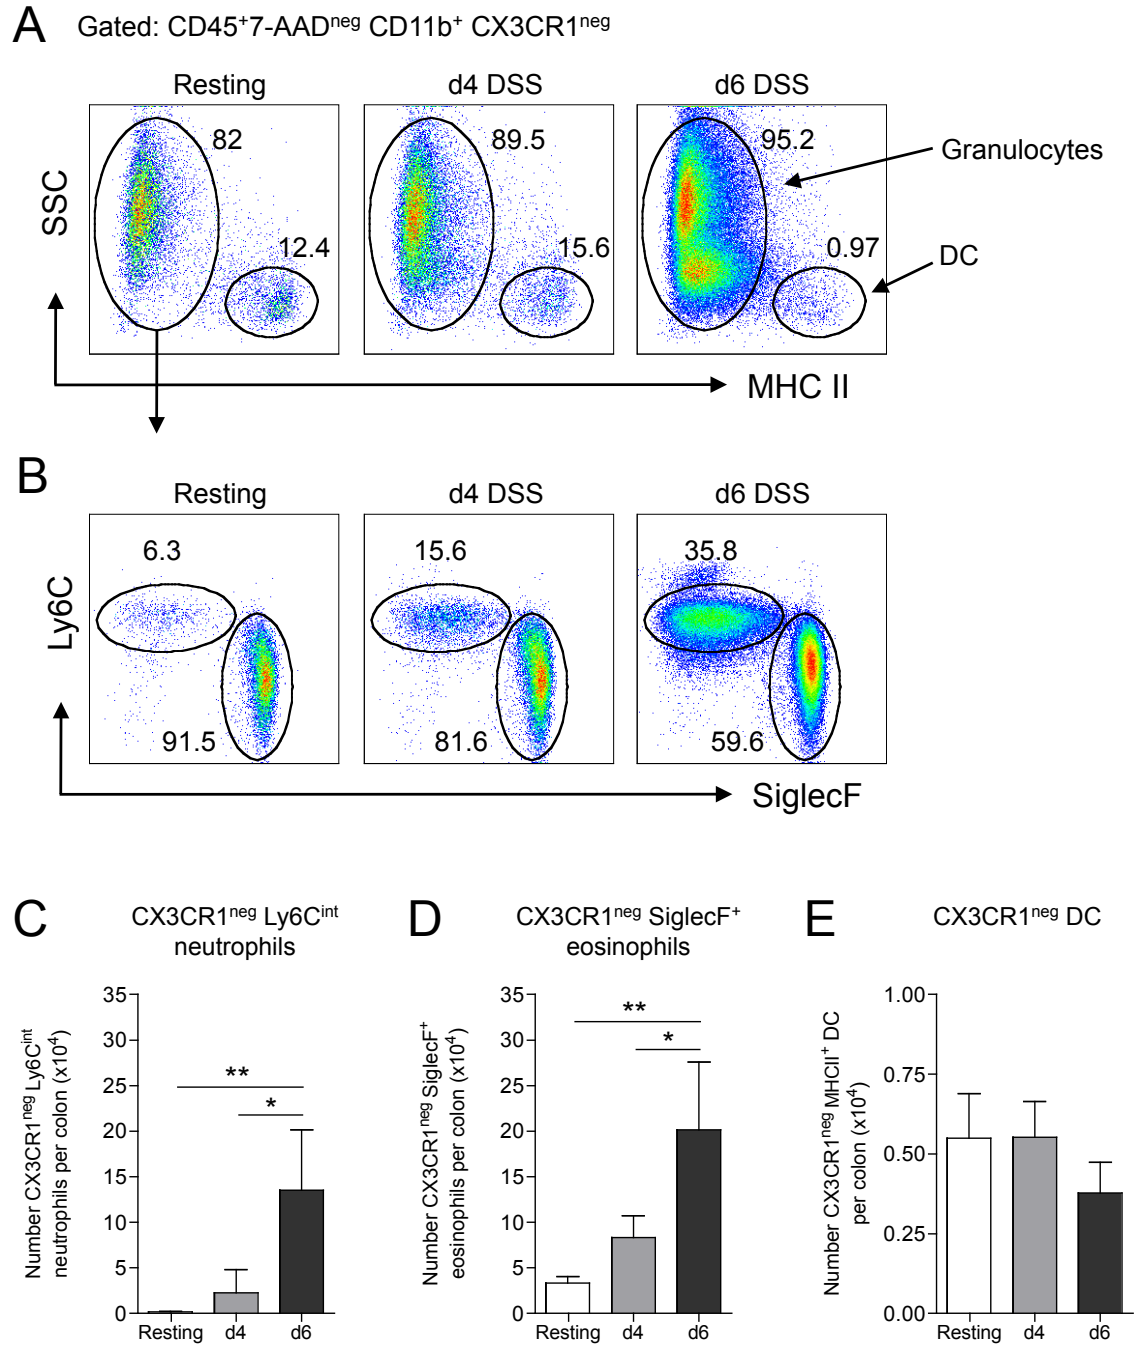 A Gated: CD45⁺7-AADⁿᵉᵍ CD11b⁺ CX3CR1ⁿᵉᵍ
Resting d4 DSS d6 DSS
82 89.5 95.2
Granulocytes
12.4 15.6 0.97
DC
SSC
MHC II
B
Resting d4 DSS d6 DSS
6.3 15.6 35.8
91.5 81.6 59.6
Ly6C
SiglecF
C CX3CR1ⁿᵉᵍ Ly6Cⁱⁿᵗ
neutrophils
Number CX3CR1ⁿᵉᵍ Ly6Cⁱⁿᵗ
neutrophils per colon (x10⁴)
35
30
25
20
15
10
5
0
**
*
Resting d4 d6
D CX3CR1ⁿᵉᵍ SiglecF⁺
eosinophils
Number CX3CR1ⁿᵉᵍ SiglecF⁺
eosinophils per colon (x10⁴)
35
30
25
20
15
10
5
0
**
*
Resting d4 d6
E CX3CR1ⁿᵉᵍ DC
Number CX3CR1ⁿᵉᵍ MHCII⁺ DC
per colon (x10⁴)
1.00
0.75
0.50
0.25
0.00
Resting d4 d6